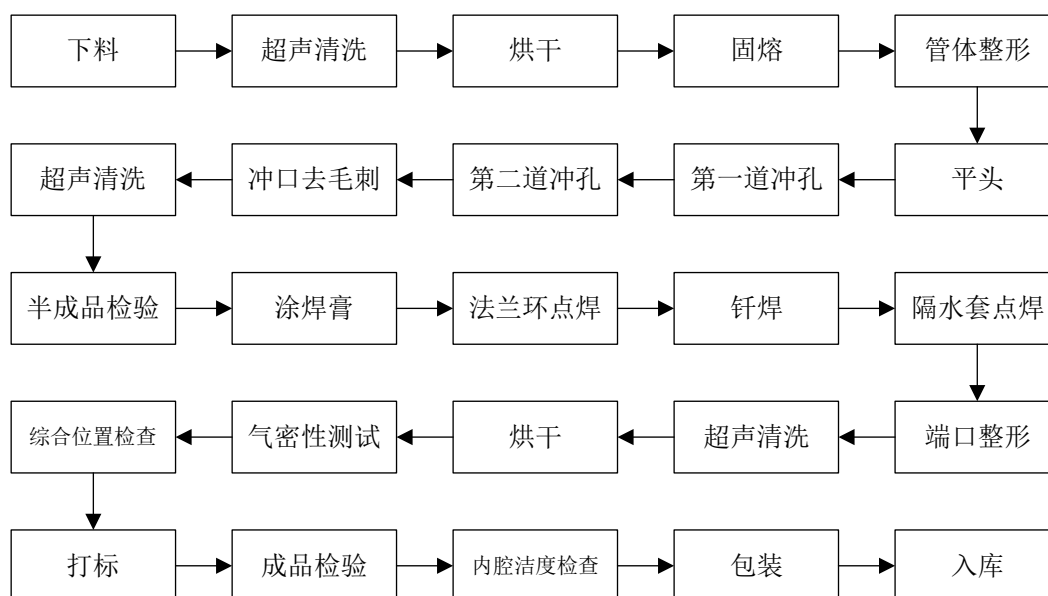 下料
超声清洗
烘干
固熔
管体整形
平头
第一道冲孔
第二道冲孔
冲口去毛刺
超声清洗
半成品检验
涂焊膏
法兰环点焊
钎焊
隔水套点焊
端口整形
超声清洗
烘干
气密性测试
综合位置检查
打标
成品检验
内腔洁度检查
包装
入库